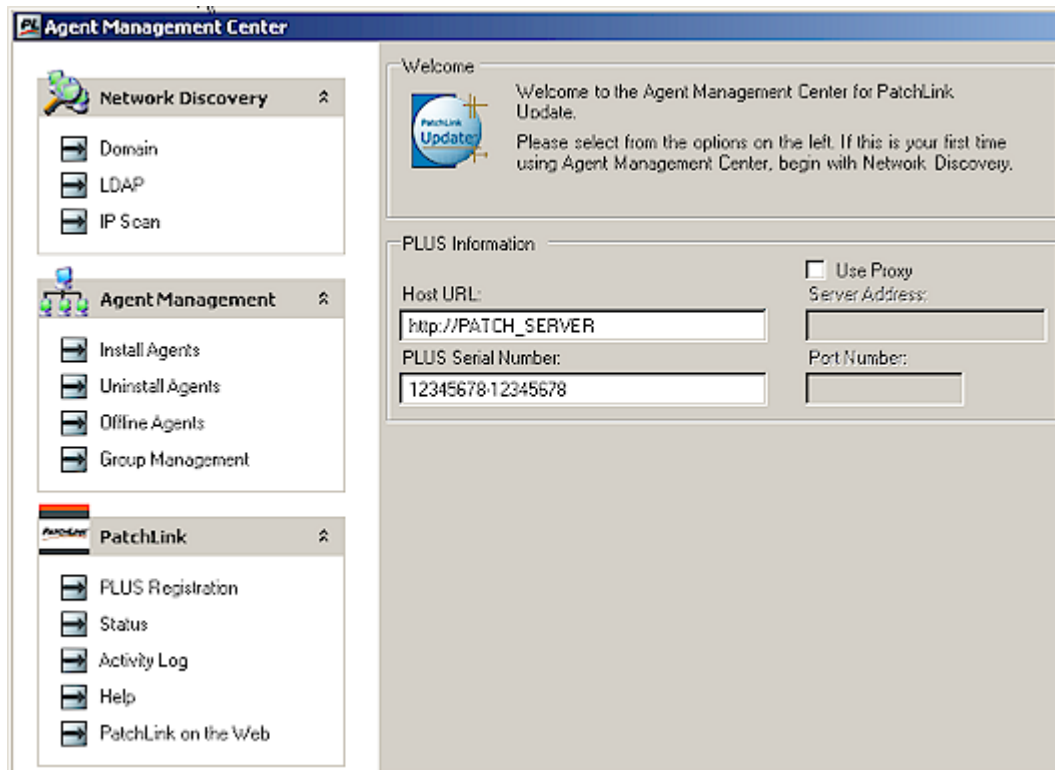 PL Agent Management Center
Network Discovery
Domain
LDAP
IP Scan
Agent Management
Install Agents
Uninstall Agents
Offline Agents
Group Management
PATCHLINK
PatchLink
PLUS Registration
Status
Activity Log
Help
PatchLink on the Web
Welcome
PATCHLINK
Update
Welcome to the Agent Management Center for PatchLink
Update.
Please select from the options on the left. If this is your first time
using Agent Management Center, begin with Network Discovery.
PLUS Information
Use Proxy
Host URL:
Server Address:
http://PATCH_SERVER
PLUS Serial Number:
Port Number:
12345678-12345678